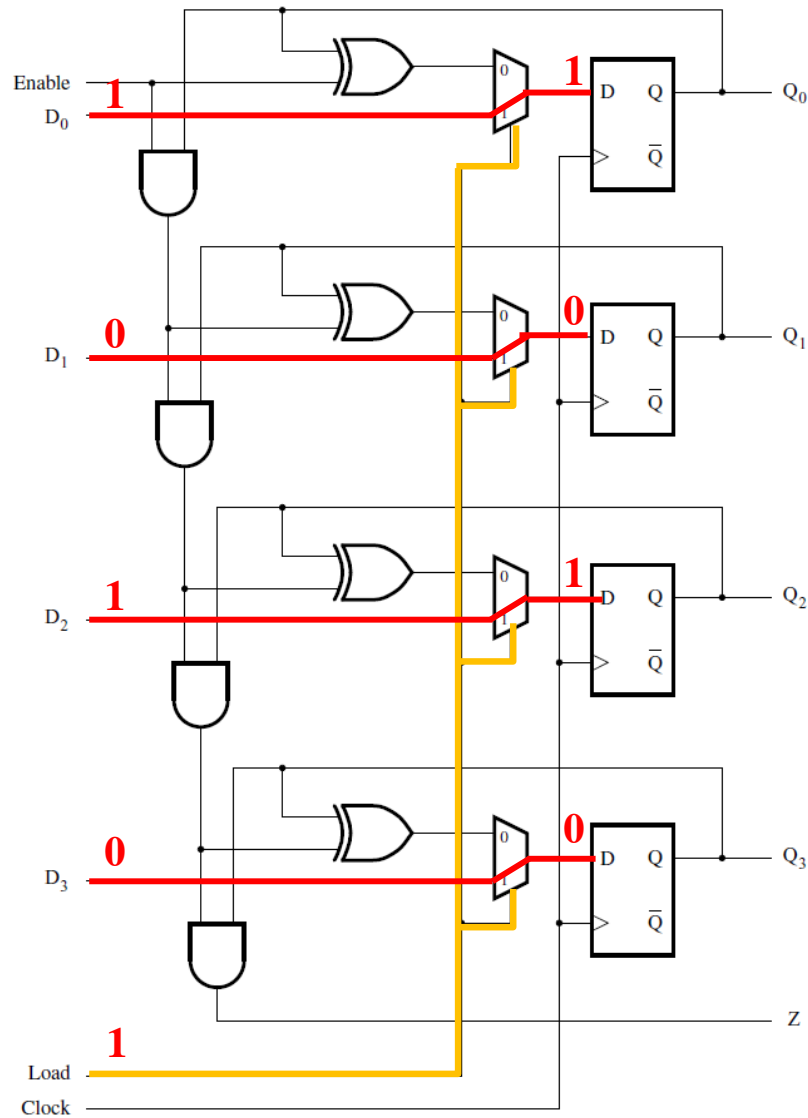 0 1 D Q
Enable 1 Q0
D0 1
Q̅
0 0 D Q Q1
D1 0 1
Q̅
0 1 D Q Q2
D2 1 1
Q̅
0 0 D Q Q3
D3 0 1
Q̅
Z
Load 1
Clock